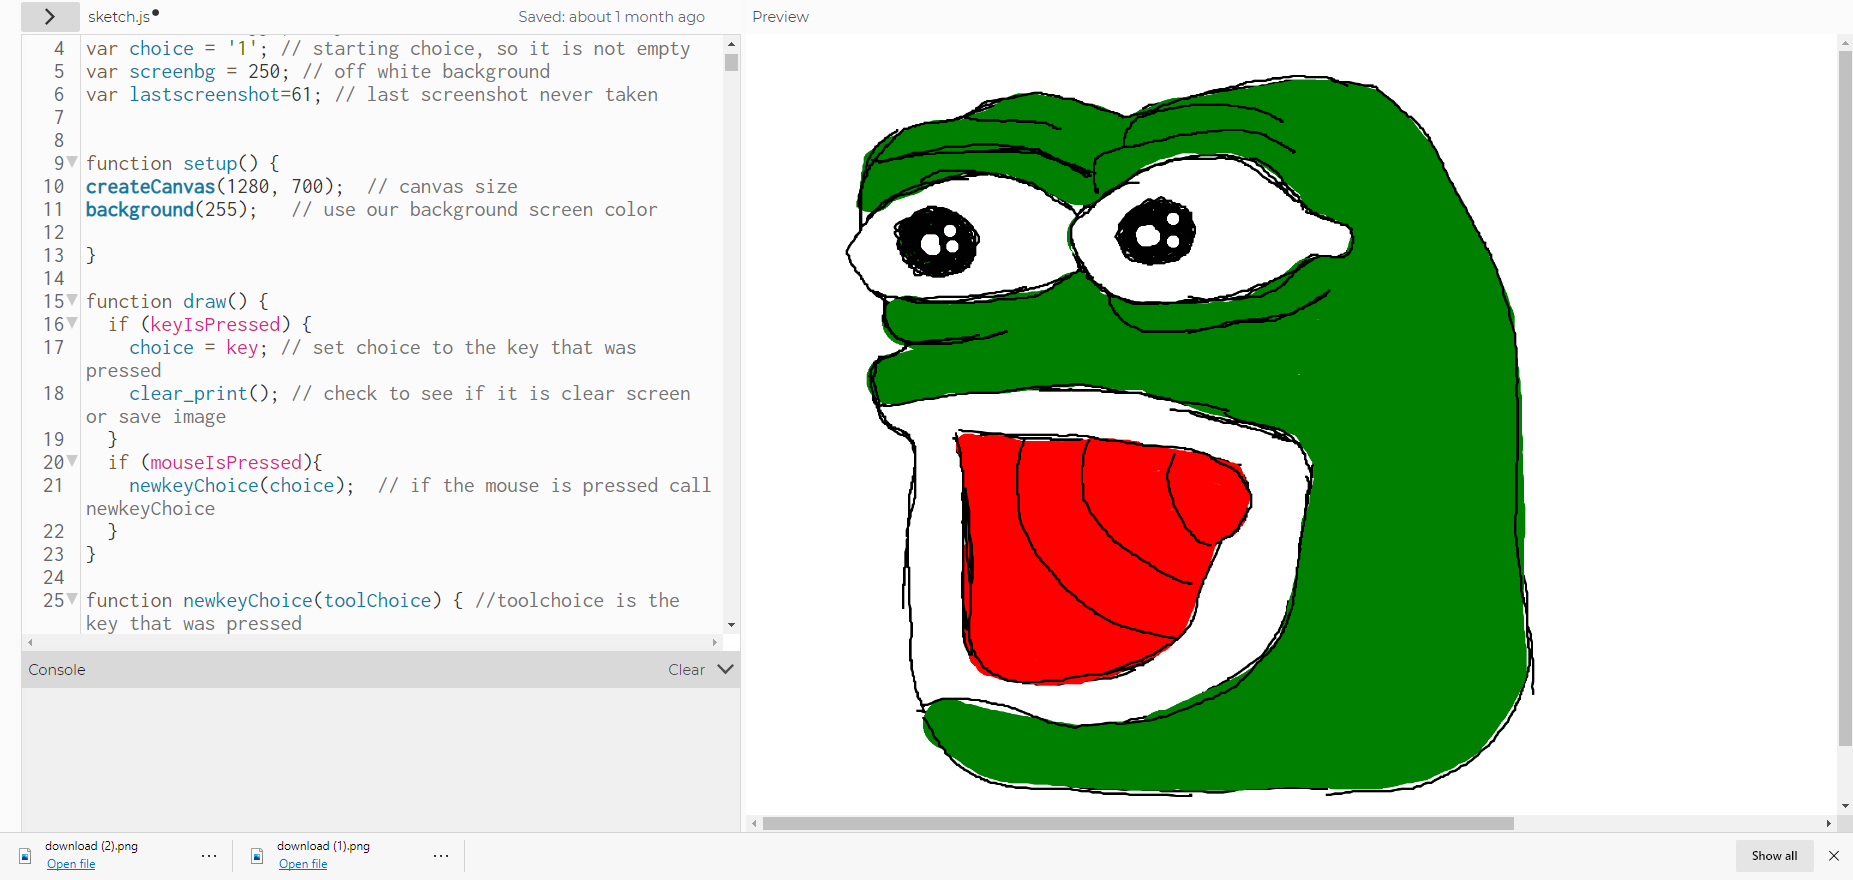 sketch.js
Saved: about 1 month ago
Preview
4 var choice = '1'; // starting choice, so it is not empty
5 var screenbg = 250; // off white background
6 var lastscreenshot=61; // last screenshot never taken
7
8
9 function setup() {
10 createCanvas(1280, 700);  // canvas size
11 background(255);   // use our background screen color
12
13 }
14
15 function draw() {
16   if (keyIsPressed) {
17     choice = key; // set choice to the key that was
pressed
18     clear_print(); // check to see if it is clear screen
or save image
19   }
20   if (mouseIsPressed){
21     newkeyChoice(choice);  // if the mouse is pressed call
newkeyChoice
22   }
23 }
24
25 function newkeyChoice(toolChoice) { //toolchoice is the
key that was pressed
Console
Clear
download (2).png
Open file
download (1).png
Open file
Show all